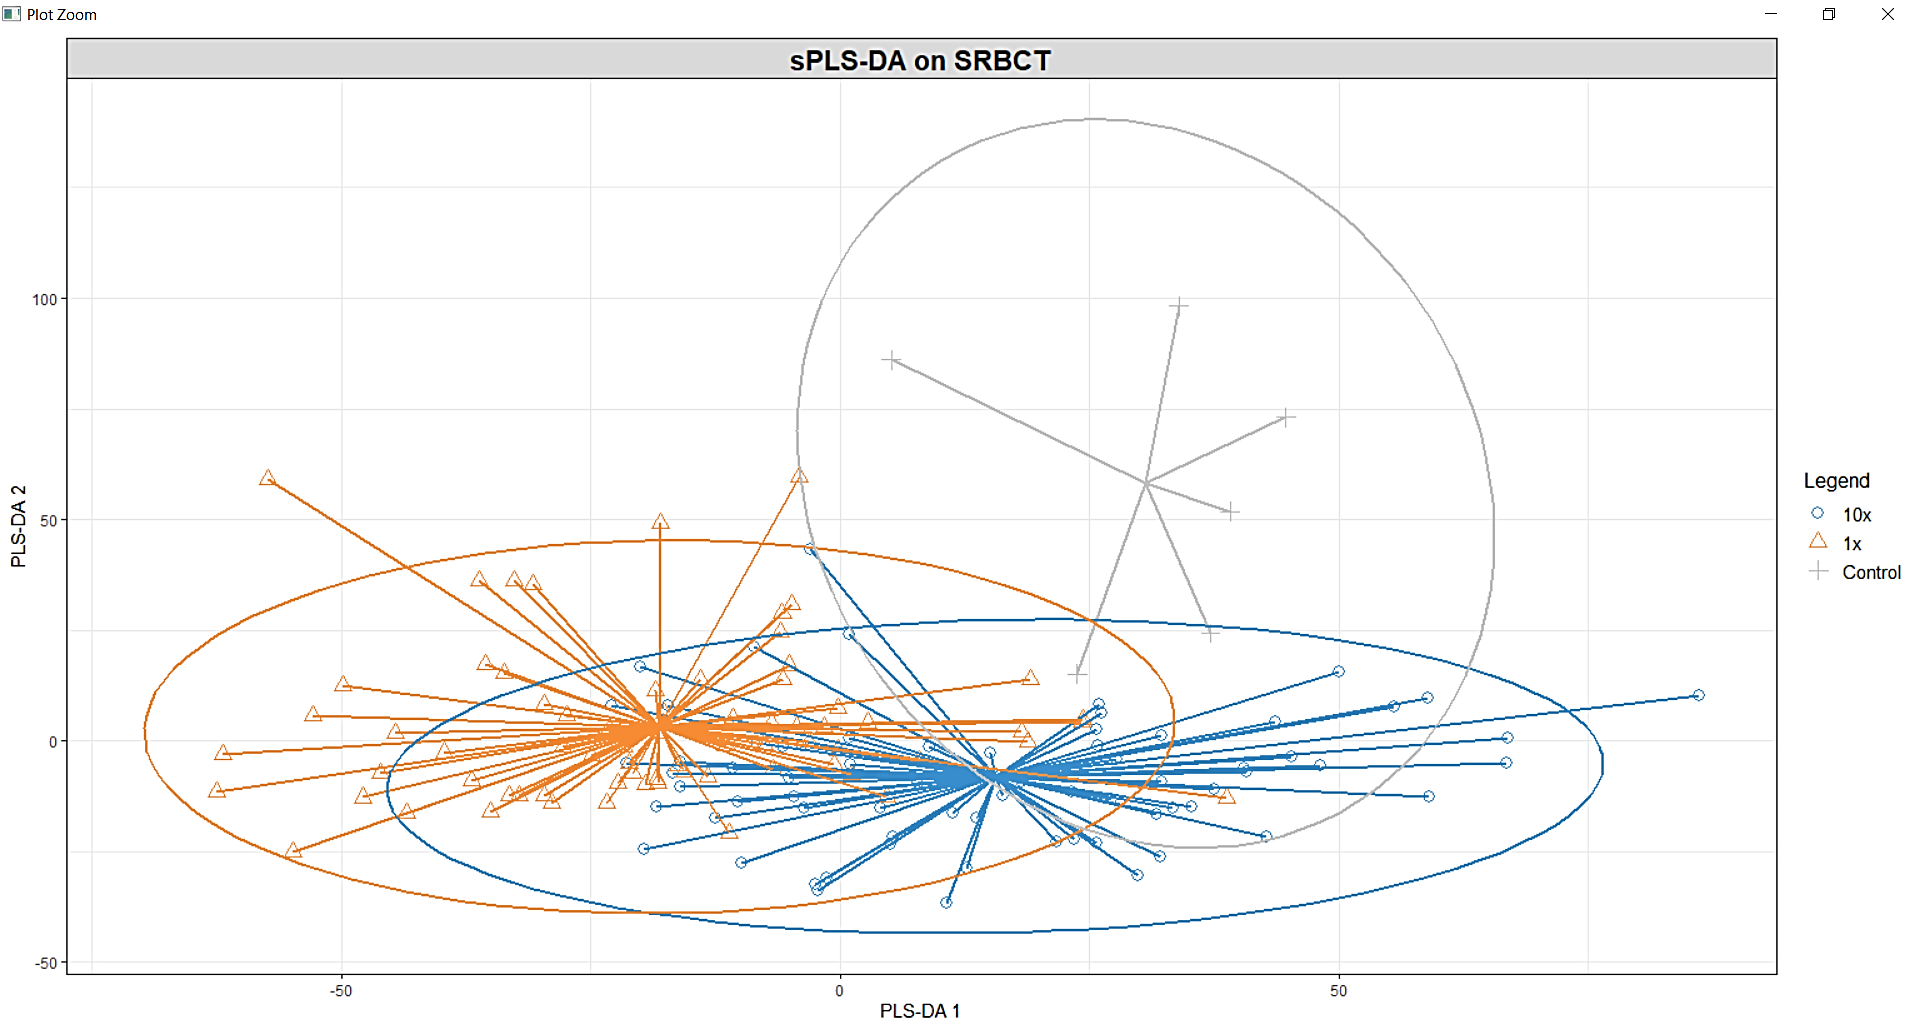 Plot Zoom
sPLS-DA on SRBCT
PLS-DA 2
100
50
0
-50
-50
0
50
PLS-DA 1
Legend
10x
1x
Control